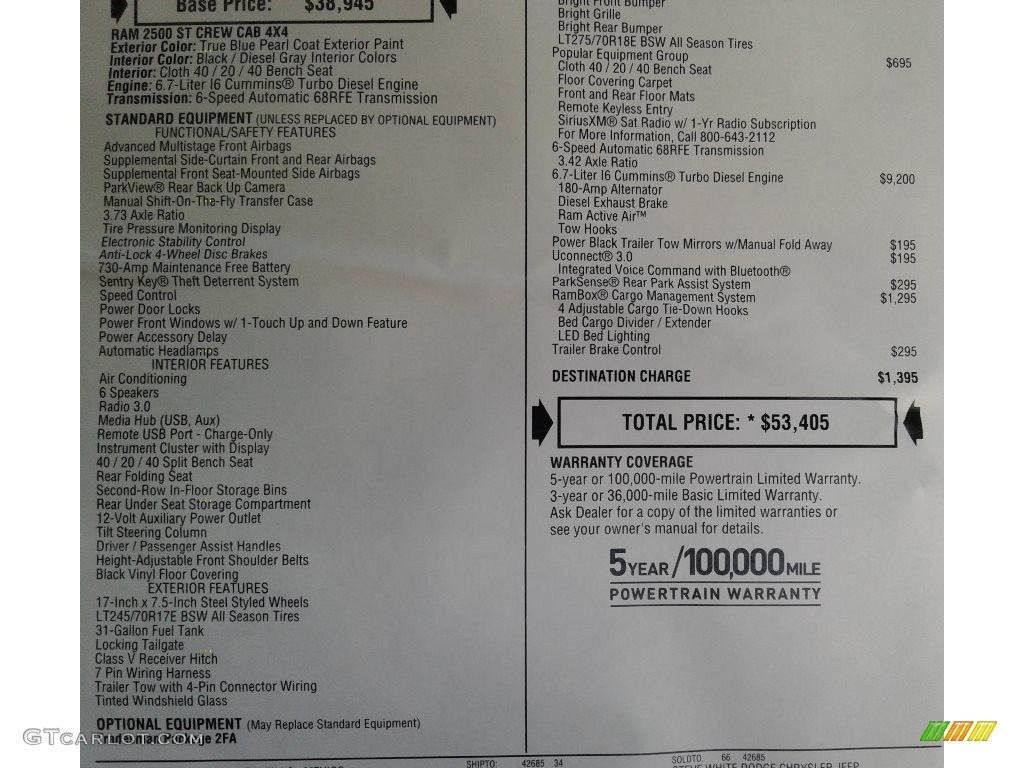 Base Price: $38,945
RAM 2500 ST CREW CAB 4X4
Exterior Color: True Blue Pearl Coat Exterior Paint
Interior Color: Black / Diesel Gray Interior Colors
Interior: Cloth 40 / 20 / 40 Bench Seat
Engine: 6.7-Liter I6 Cummins® Turbo Diesel Engine
Transmission: 6-Speed Automatic 68RFE Transmission
STANDARD EQUIPMENT (UNLESS REPLACED BY OPTIONAL EQUIPMENT)
FUNCTIONAL/SAFETY FEATURES
Advanced Multistage Front Airbags
Supplemental Side-Curtain Front and Rear Airbags
Supplemental Front Seat-Mounted Side Airbags
ParkView® Rear Back Up Camera
Manual Shift-On-The-Fly Transfer Case
3.73 Axle Ratio
Tire Pressure Monitoring Display
Electronic Stability Control
Anti-Lock 4-Wheel Disc Brakes
730-Amp Maintenance Free Battery
Sentry Key® Theft Deterrent System
Speed Control
Power Door Locks
Power Front Windows w/ 1-Touch Up and Down Feature
Power Accessory Delay
Automatic Headlamps
INTERIOR FEATURES
Air Conditioning
6 Speakers
Radio 3.0
Media Hub (USB, Aux)
Remote USB Port - Charge-Only
Instrument Cluster with Display
40 / 20 / 40 Split Bench Seat
Rear Folding Seat
Second-Row In-Floor Storage Bins
Rear Under Seat Storage Compartment
12-Volt Auxiliary Power Outlet
Tilt Steering Column
Driver / Passenger Assist Handles
Height-Adjustable Front Shoulder Belts
Black Vinyl Floor Covering
EXTERIOR FEATURES
17-Inch x 7.5-Inch Steel Styled Wheels
LT245/70R17E BSW All Season Tires
31-Gallon Fuel Tank
Locking Tailgate
Class V Receiver Hitch
7 Pin Wiring Harness
Trailer Tow with 4-Pin Connector Wiring
Tinted Windshield Glass
OPTIONAL EQUIPMENT (May Replace Standard Equipment)
Tradesman Package 2FA
Bright Front Bumper
Bright Grille
Bright Rear Bumper
LT275/70R18E BSW All Season Tires
Popular Equipment Group $695
Cloth 40 / 20 / 40 Bench Seat
Floor Covering Carpet
Front and Rear Floor Mats
Remote Keyless Entry
SiriusXM® Sat Radio w/ 1-Yr Radio Subscription
For More Information, Call 800-643-2112
6-Speed Automatic 68RFE Transmission
3.42 Axle Ratio
6.7-Liter I6 Cummins® Turbo Diesel Engine $9,200
180-Amp Alternator
Diesel Exhaust Brake
Ram Active Air™
Tow Hooks
Power Black Trailer Tow Mirrors w/Manual Fold Away $195
Uconnect® 3.0 $195
Integrated Voice Command with Bluetooth®
ParkSense® Rear Park Assist System $295
RamBox® Cargo Management System $1,295
4 Adjustable Cargo Tie-Down Hooks
Bed Cargo Divider / Extender
LED Bed Lighting
Trailer Brake Control $295
DESTINATION CHARGE $1,395
TOTAL PRICE: * $53,405
WARRANTY COVERAGE
5-year or 100,000-mile Powertrain Limited Warranty.
3-year or 36,000-mile Basic Limited Warranty.
Ask Dealer for a copy of the limited warranties or
see your owner's manual for details.
5 YEAR/100,000 MILE
POWERTRAIN WARRANTY
SHIPTO: 42685 34
SOLDTO: 66 42685
STEVE WHITE DODGE CHRYSLER JEEP
GTCARLOT.COM